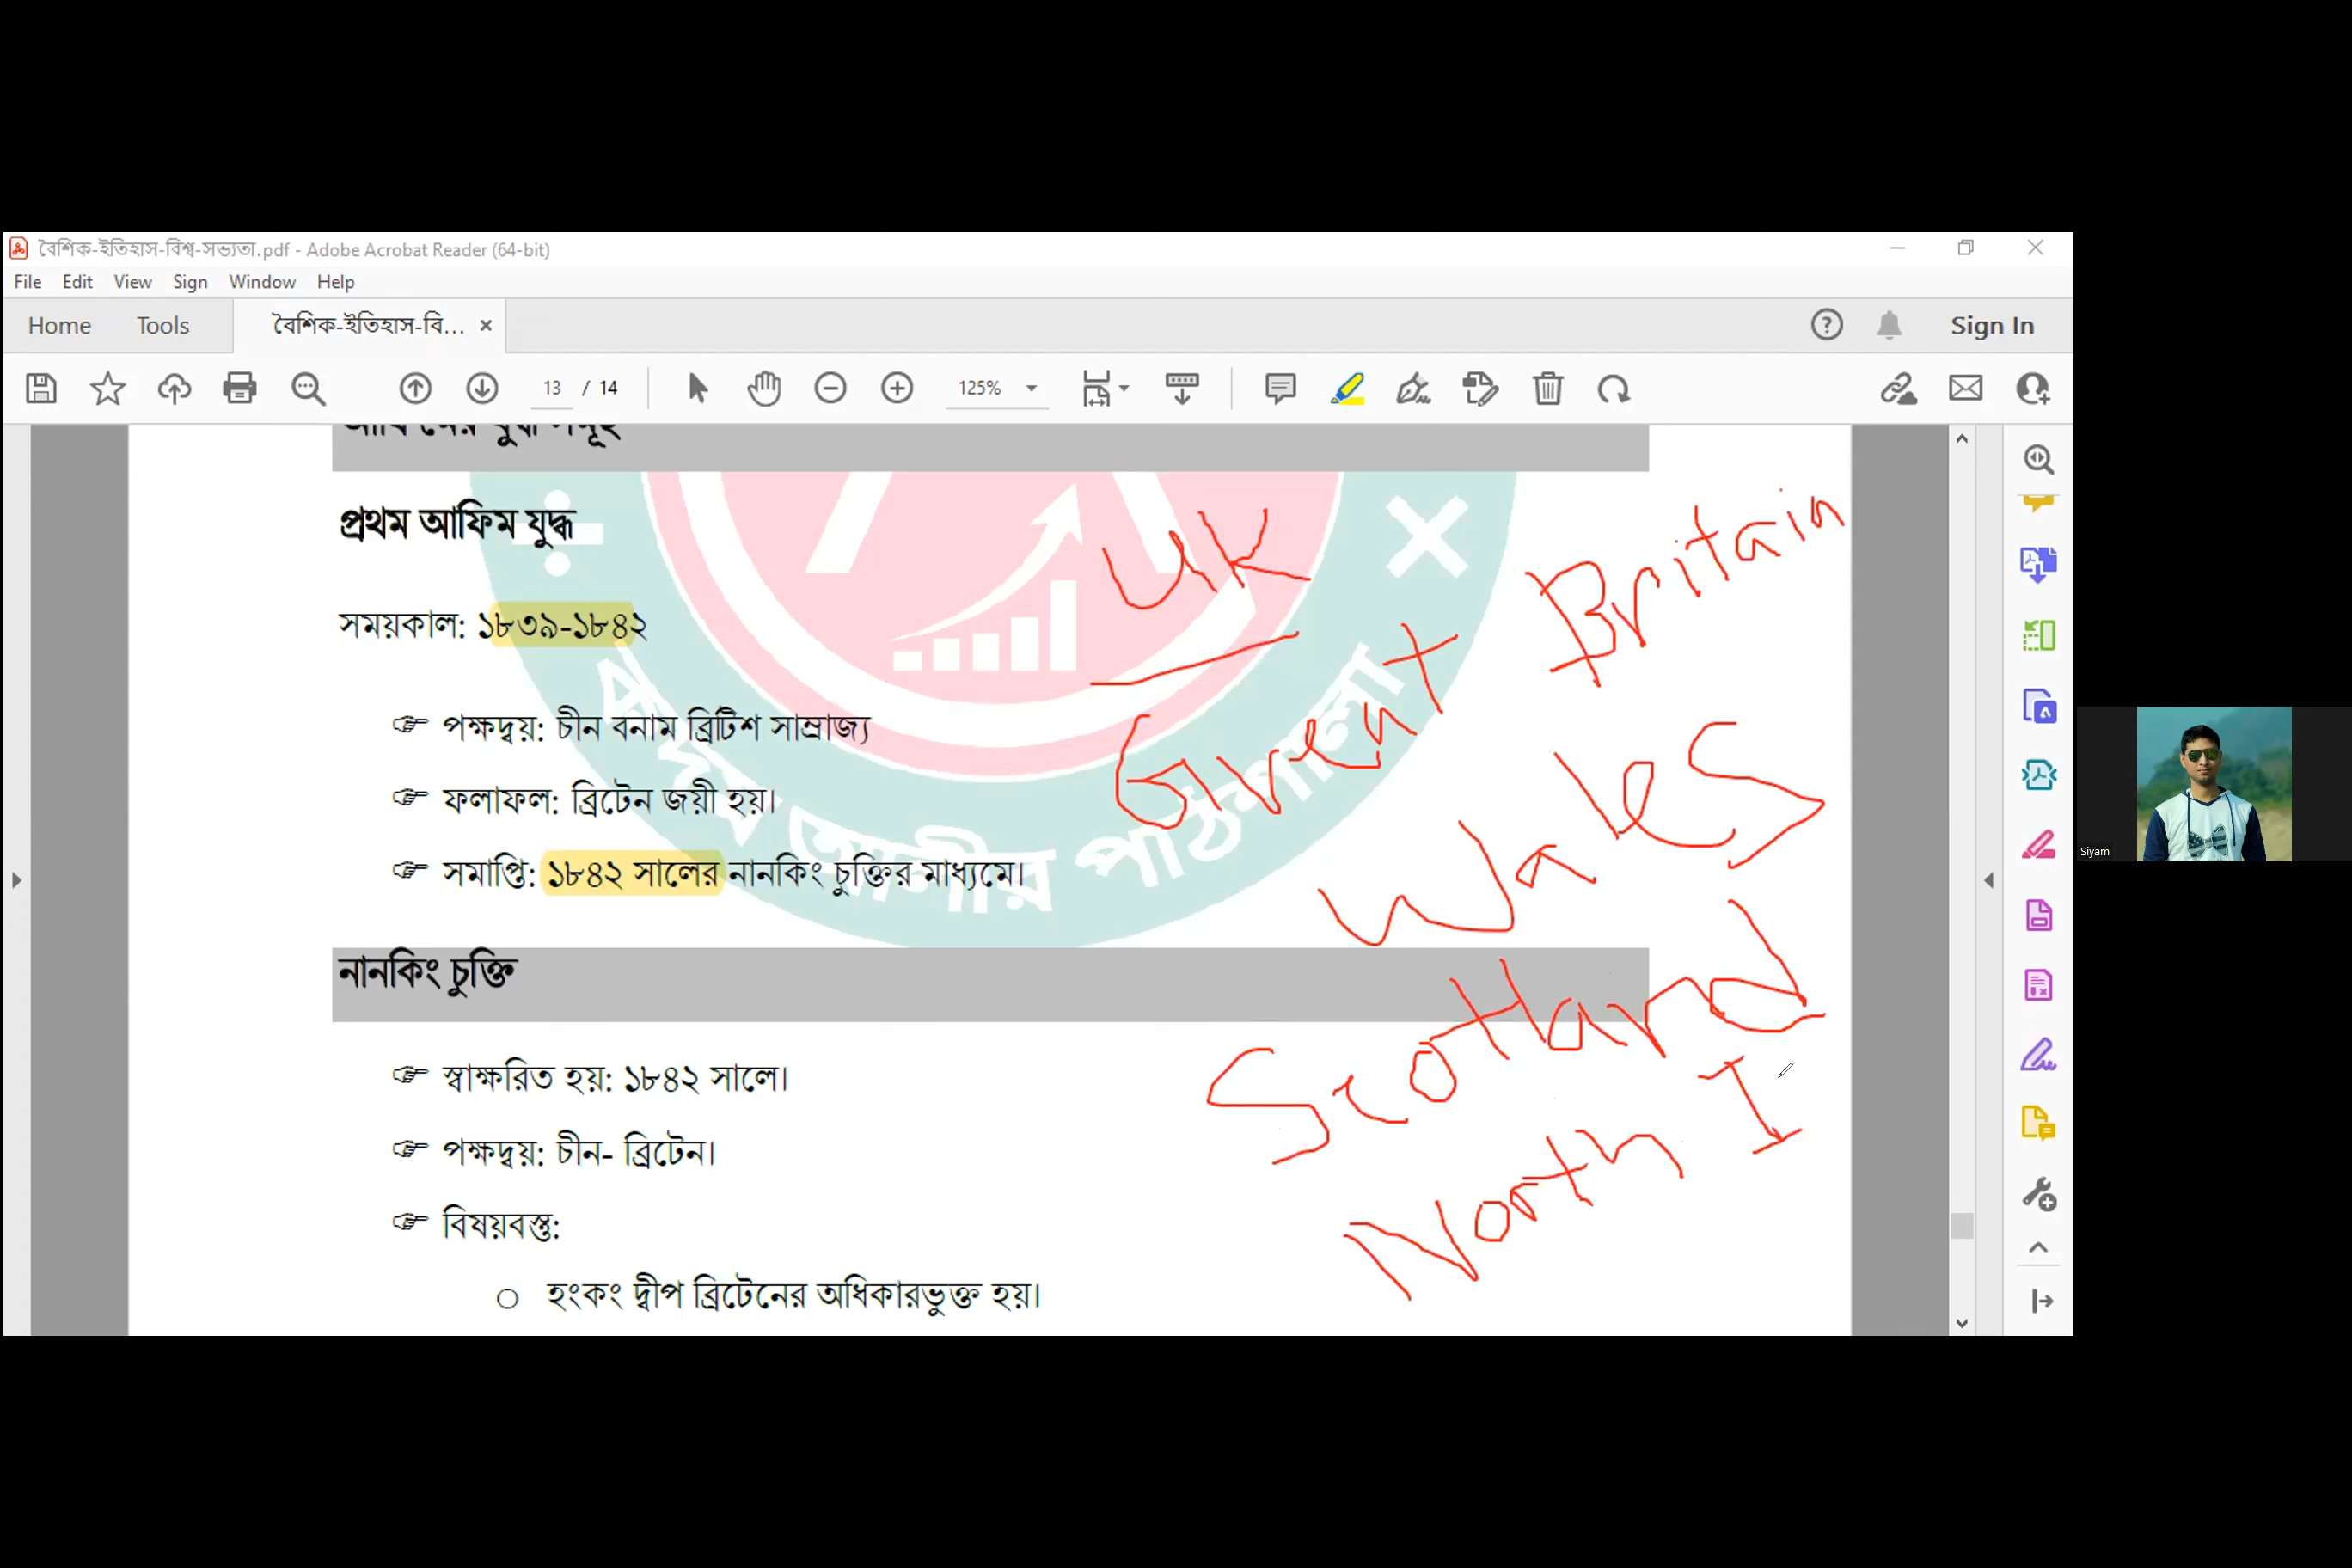 বৈশিক-ইতিহাস-বিশ্ব-সভ্যতা.pdf - Adobe Acrobat Reader (64-bit)
File Edit View Sign Window Help
Home Tools বৈশিক-ইতিহাস-বি... × Sign In
13 / 14 125%
যুদ্ধ সমূহ
প্রথম আফিম যুদ্ধ
সময়কাল: ১৮৩৯-১৮৪২
পক্ষদ্বয়: চীন বনাম ব্রিটিশ সাম্রাজ্য
ফলাফল: ব্রিটেন জয়ী হয়।
সমাপ্তি: ১৮৪২ সালের নানকিং চুক্তির মাধ্যমে।
নানকিং চুক্তি
স্বাক্ষরিত হয়: ১৮৪২ সালে।
পক্ষদ্বয়: চীন- ব্রিটেন।
বিষয়বস্তু:
হংকং দ্বীপ ব্রিটেনের অধিকারভুক্ত হয়।
UK
Great Britain
Wales
Scotland
North I
পাঠশালা
Siyam